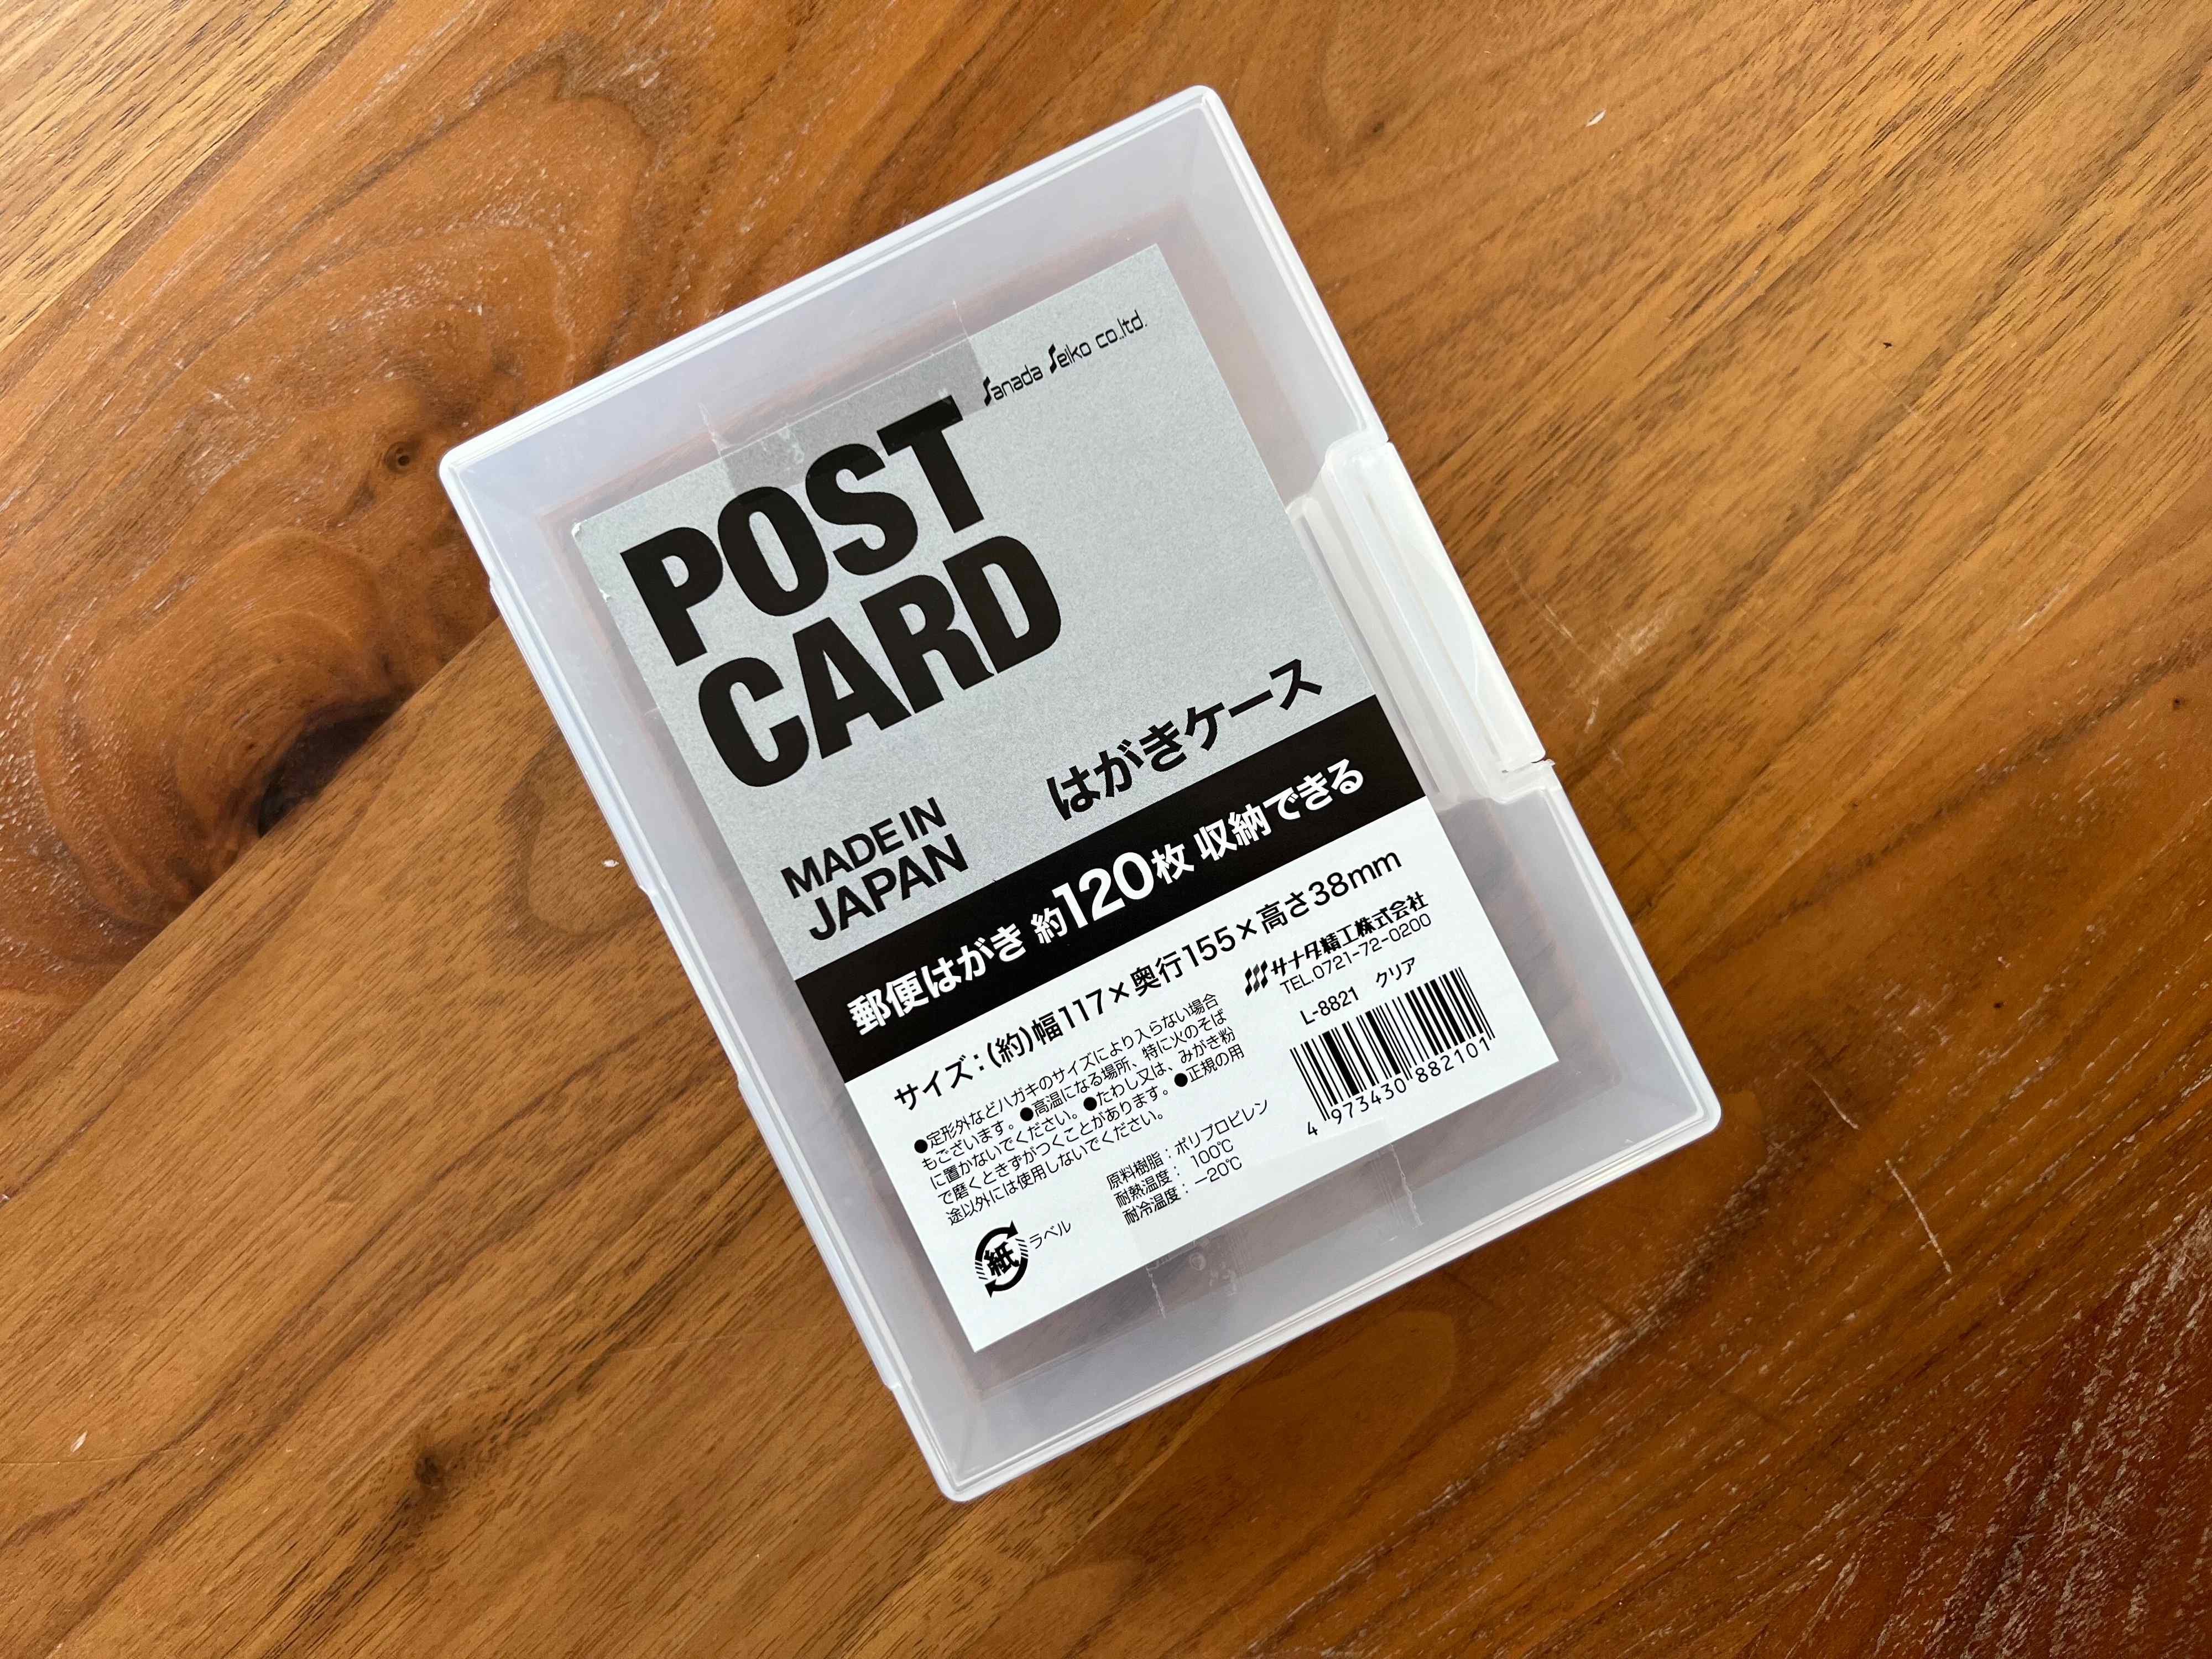 Sanada Seiko co.,ltd.
POST
CARD
MADE IN
JAPAN
はがきケース
郵便はがき 約120枚 収納できる
サイズ：(約)幅117×奥行155×高さ38mm
●定形外などハガキのサイズにより入らない場合
もございます。●高温になる場所、特に火のそば
に置かないでください。●たわし又は、みがき粉
で磨くときずがつくことがあります。●正規の用
途以外には使用しないでください。
サナダ精工株式会社
TEL.0721-72-0200
L-8821 クリア
4 973430 882101
原料樹脂：ポリプロピレン
耐熱温度：100℃
耐冷温度：－20℃
紙 ラベル